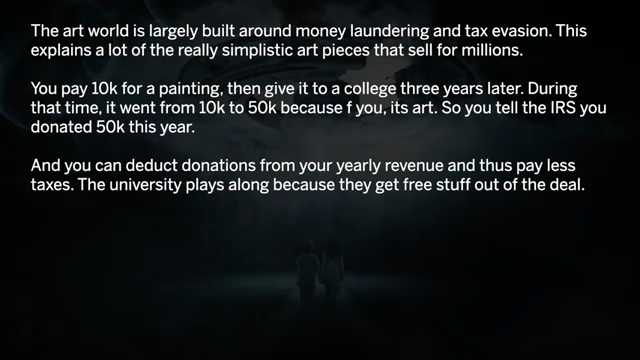 The art world is largely built around money laundering and tax evasion. This
explains a lot of the really simplistic art pieces that sell for millions.
You pay 10k for a painting, then give it to a college three years later. During
that time, it went from 10k to 50k because f you, its art. So you tell the IRS you
donated 50k this year.
And you can deduct donations from your yearly revenue and thus pay less
taxes. The university plays along because they get free stuff out of the deal.